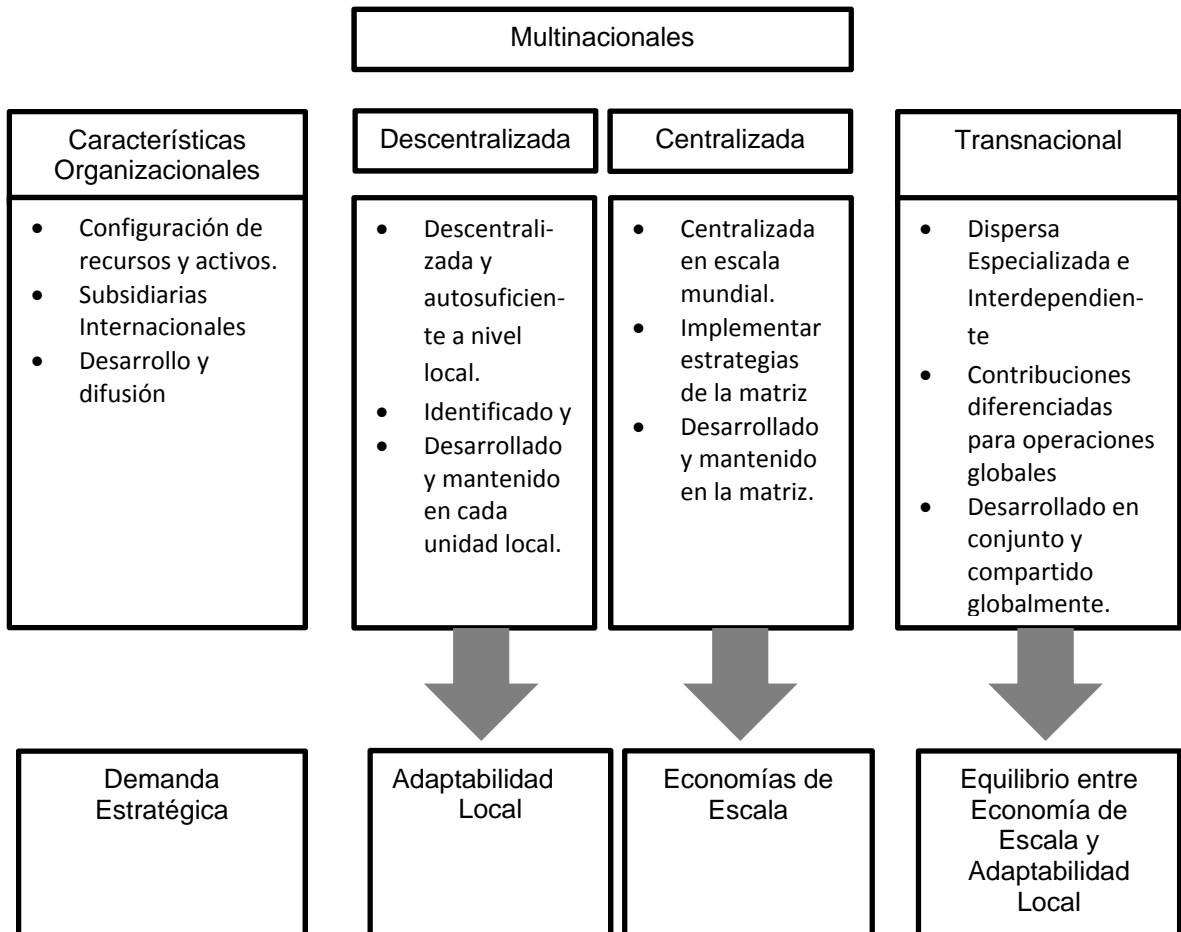 Multinacionales
Características
Organizacionales
• Configuración de
recursos y activos.
• Subsidiarias
Internacionales
• Desarrollo y
difusión
Descentralizada
• Descentrali-
zada y
autosuficien-
te a nivel
local.
• Identificado y
• Desarrollado
y mantenido
en cada
unidad local.
Centralizada
• Centralizada
en escala
mundial.
• Implementar
estrategias
de la matriz
• Desarrollado
y mantenido
en la matriz.
Transnacional
• Dispersa
Especializada e
Interdependien-
te
• Contribuciones
diferenciadas
para operaciones
globales
• Desarrollado en
conjunto y
compartido
globalmente.
Demanda
Estratégica
Adaptabilidad
Local
Economías de
Escala
Equilibrio entre
Economía de
Escala y
Adaptabilidad
Local